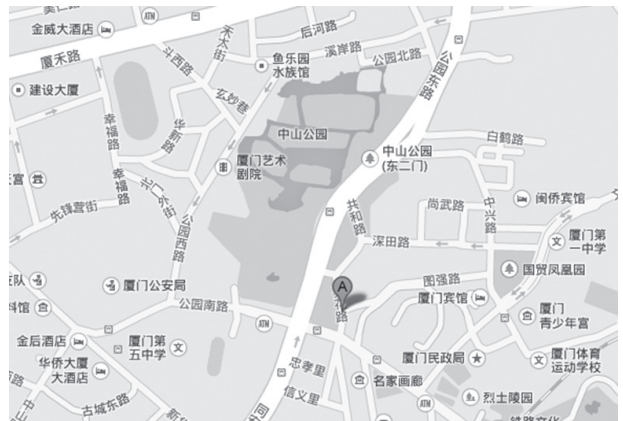 金威大酒店
ATM
厦禾路
斗西路
禾太街
后河路
溪岸路
公园北路
公园东路
鱼乐园
水族馆
建设大厦
幸福路
华新路
玄妙巷
中山公园
白鹤路
厦门艺术
剧院
中山公园
(东二门)
幸福路
北门外街
先锋营街
公园西路
共和路
尚武路
中兴路
闽侨宾馆
深田路
厦门第
一中学
国贸凤凰园
图强路
A
厦门公安局
公园南路
厦门宾馆
厦门
青少年宫
ATM
金后酒店
厦门第
五中学
华侨大厦
大酒店
忠孝里
信义里
厦门民政局
厦门体育
运动学校
名家画廊
古城东路
ATM
烈士陵园